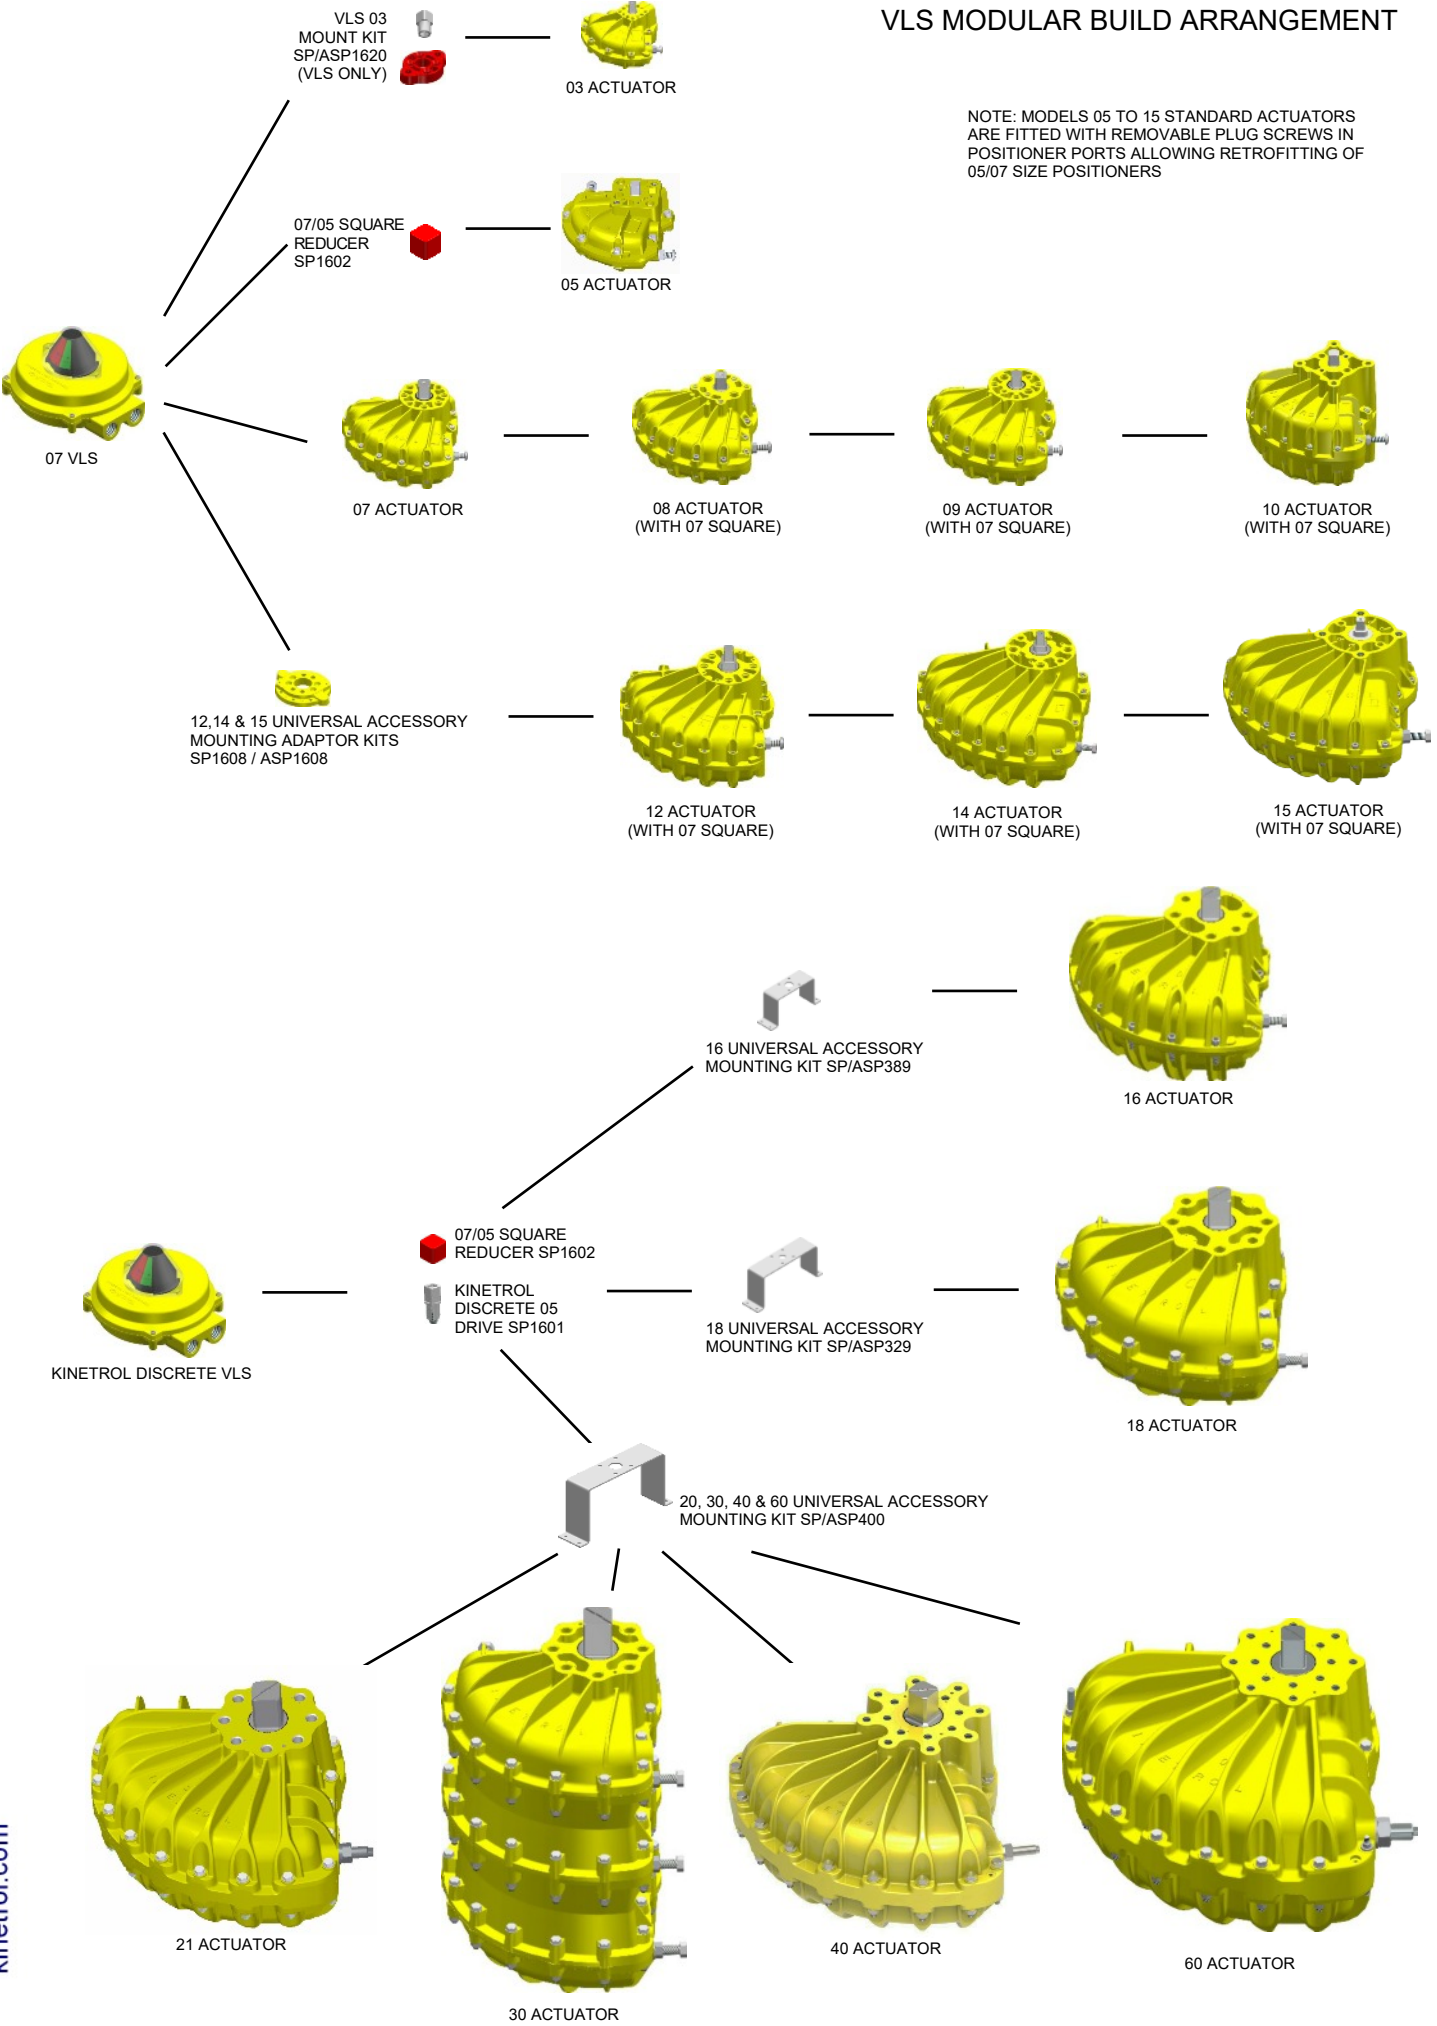 VLS MODULAR BUILD ARRANGEMENT
VLS 03
MOUNT KIT
SP/ASP1620
(VLS ONLY)
03 ACTUATOR
NOTE: MODELS 05 TO 15 STANDARD ACTUATORS
ARE FITTED WITH REMOVABLE PLUG SCREWS IN
POSITIONER PORTS ALLOWING RETROFITTING OF
05/07 SIZE POSITIONERS
07/05 SQUARE
REDUCER
SP1602
05 ACTUATOR
07 VLS
07 ACTUATOR
08 ACTUATOR
(WITH 07 SQUARE)
09 ACTUATOR
(WITH 07 SQUARE)
10 ACTUATOR
(WITH 07 SQUARE)
12,14 & 15 UNIVERSAL ACCESSORY
MOUNTING ADAPTOR KITS
SP1608 / ASP1608
12 ACTUATOR
(WITH 07 SQUARE)
14 ACTUATOR
(WITH 07 SQUARE)
15 ACTUATOR
(WITH 07 SQUARE)
16 UNIVERSAL ACCESSORY
MOUNTING KIT SP/ASP389
16 ACTUATOR
07/05 SQUARE
REDUCER SP1602
KINETROL
DISCRETE 05
DRIVE SP1601
KINETROL DISCRETE VLS
18 UNIVERSAL ACCESSORY
MOUNTING KIT SP/ASP329
18 ACTUATOR
20, 30, 40 & 60 UNIVERSAL ACCESSORY
MOUNTING KIT SP/ASP400
21 ACTUATOR
30 ACTUATOR
40 ACTUATOR
60 ACTUATOR
kinetrol.com